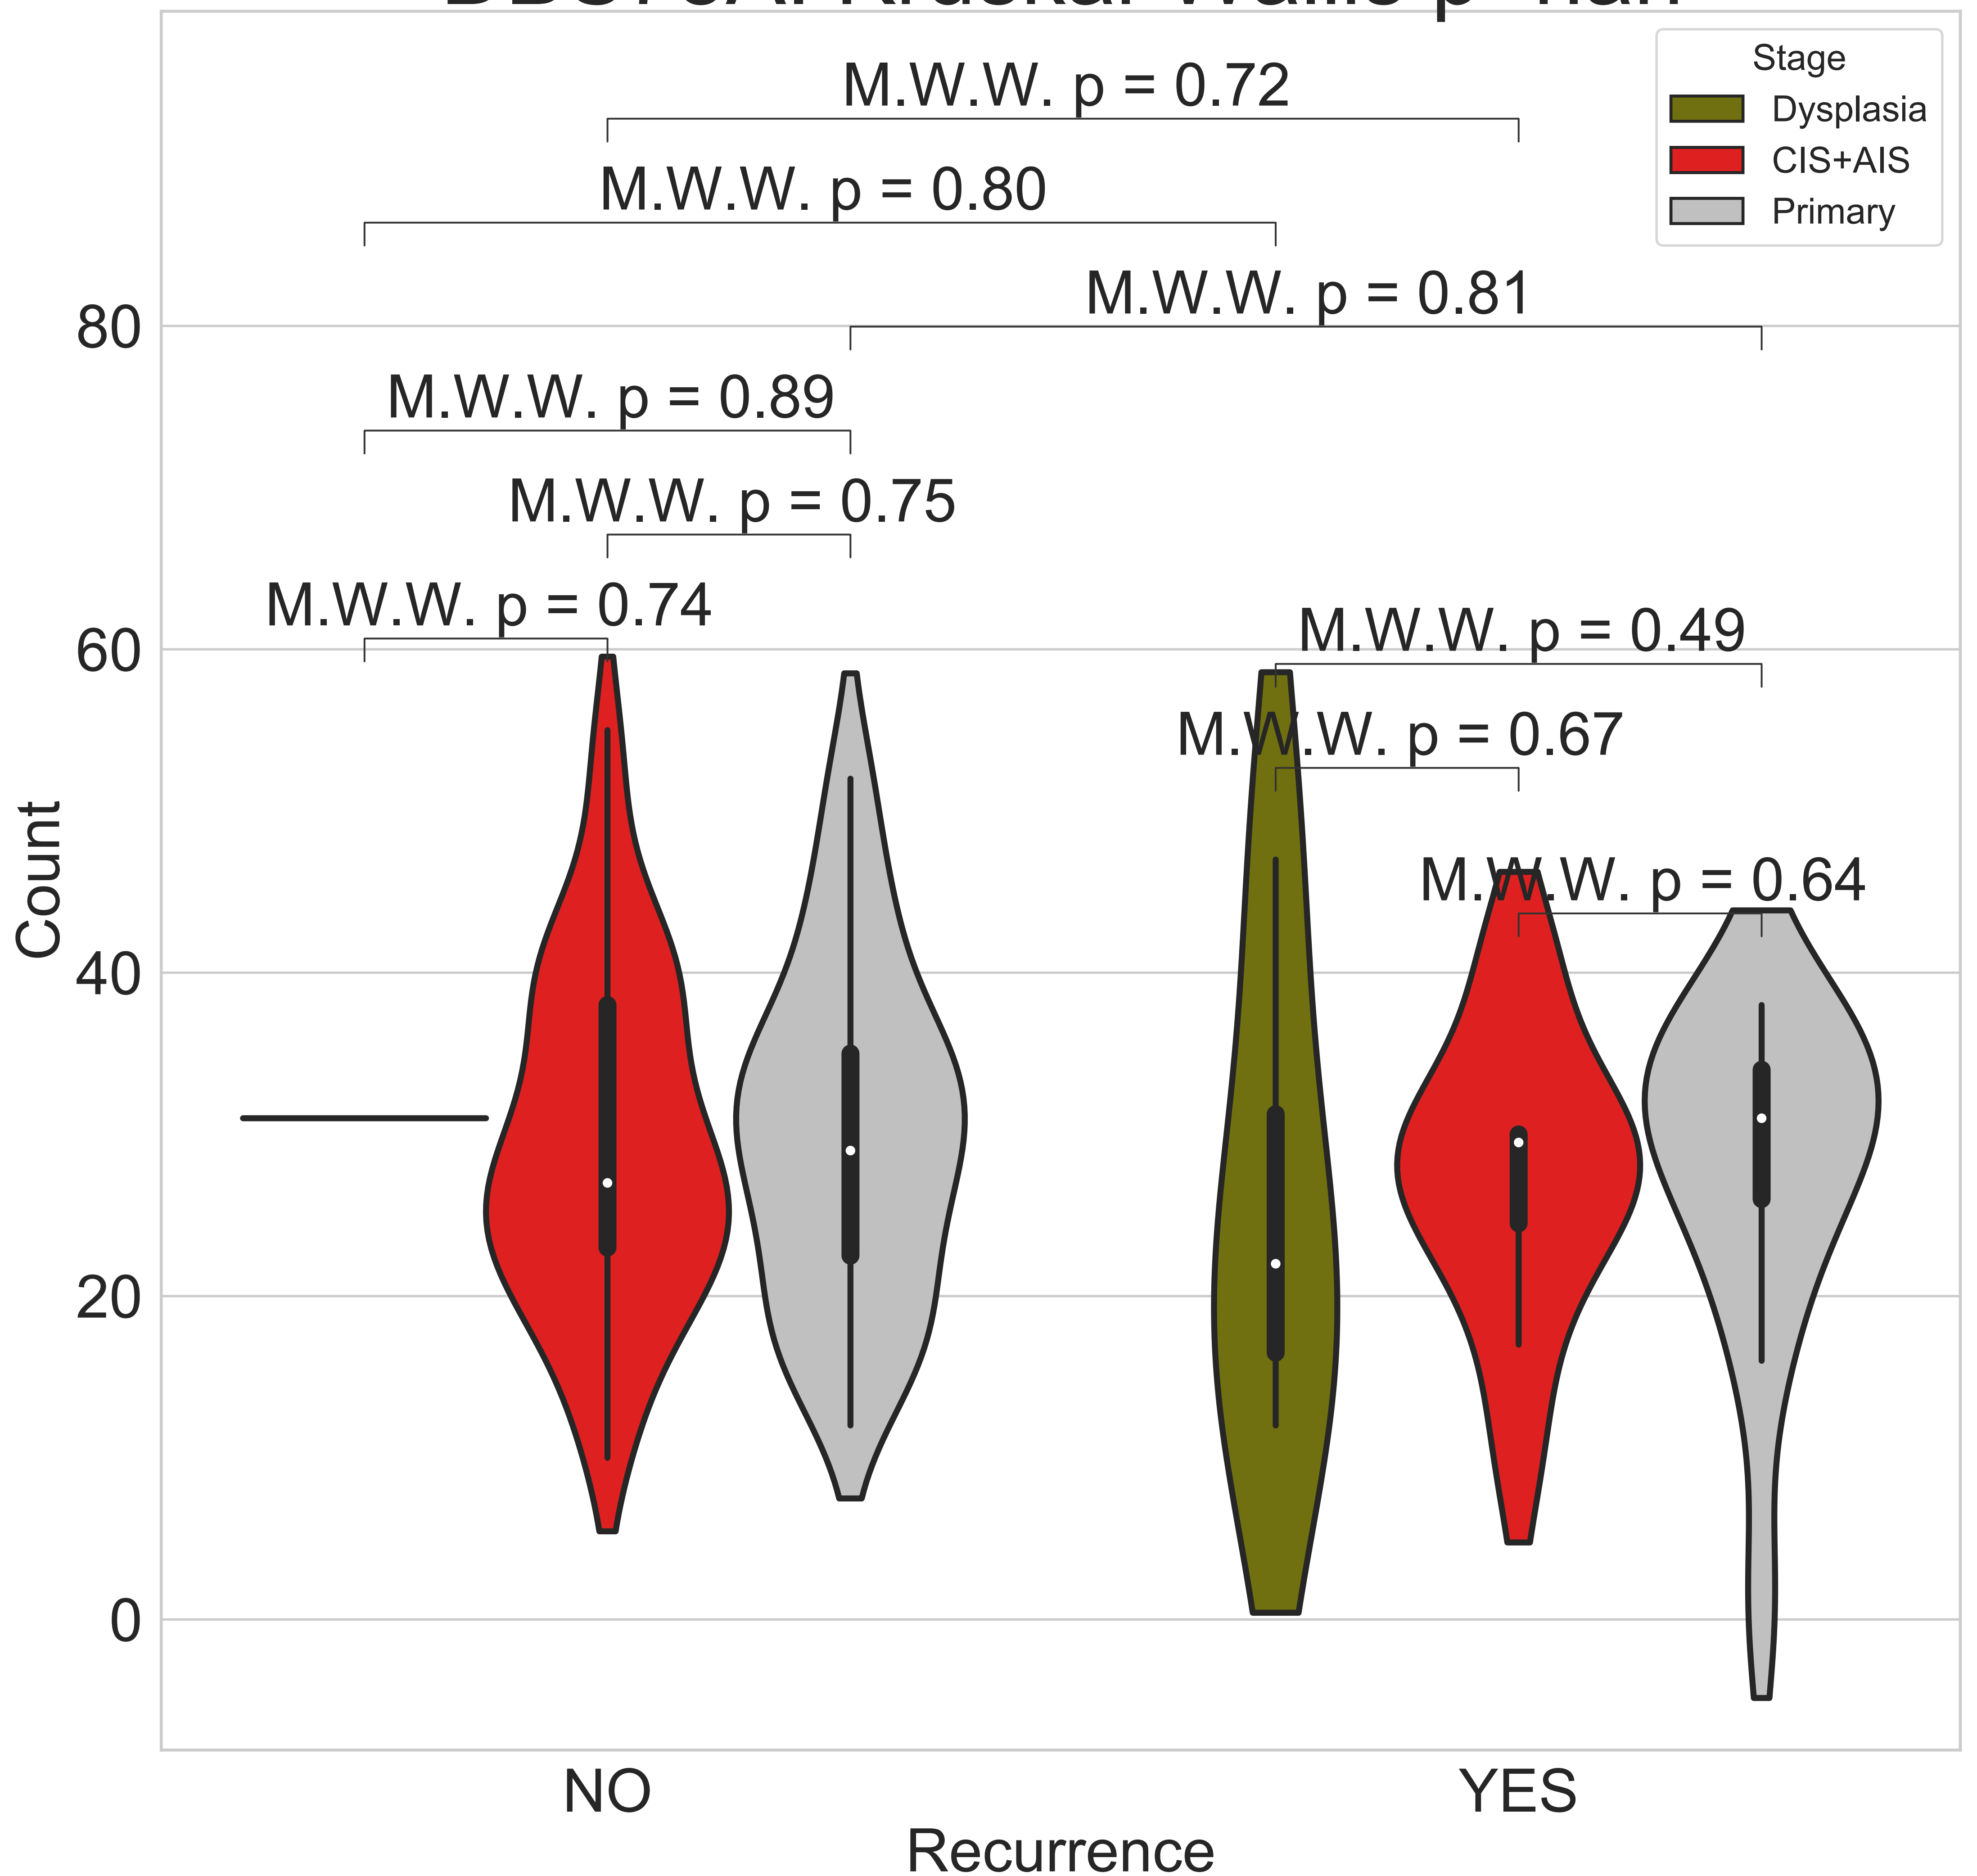 Stage
Dysplasia
CIS+AIS
Primary
M.W.W. p = 0.72
M.W.W. p = 0.80
M.W.W. p = 0.81
M.W.W. p = 0.89
M.W.W. p = 0.75
M.W.W. p = 0.74
M.W.W. p = 0.49
M.W.W. p = 0.67
M.W.W. p = 0.64
80
60
40
20
0
Count
NO
YES
Recurrence